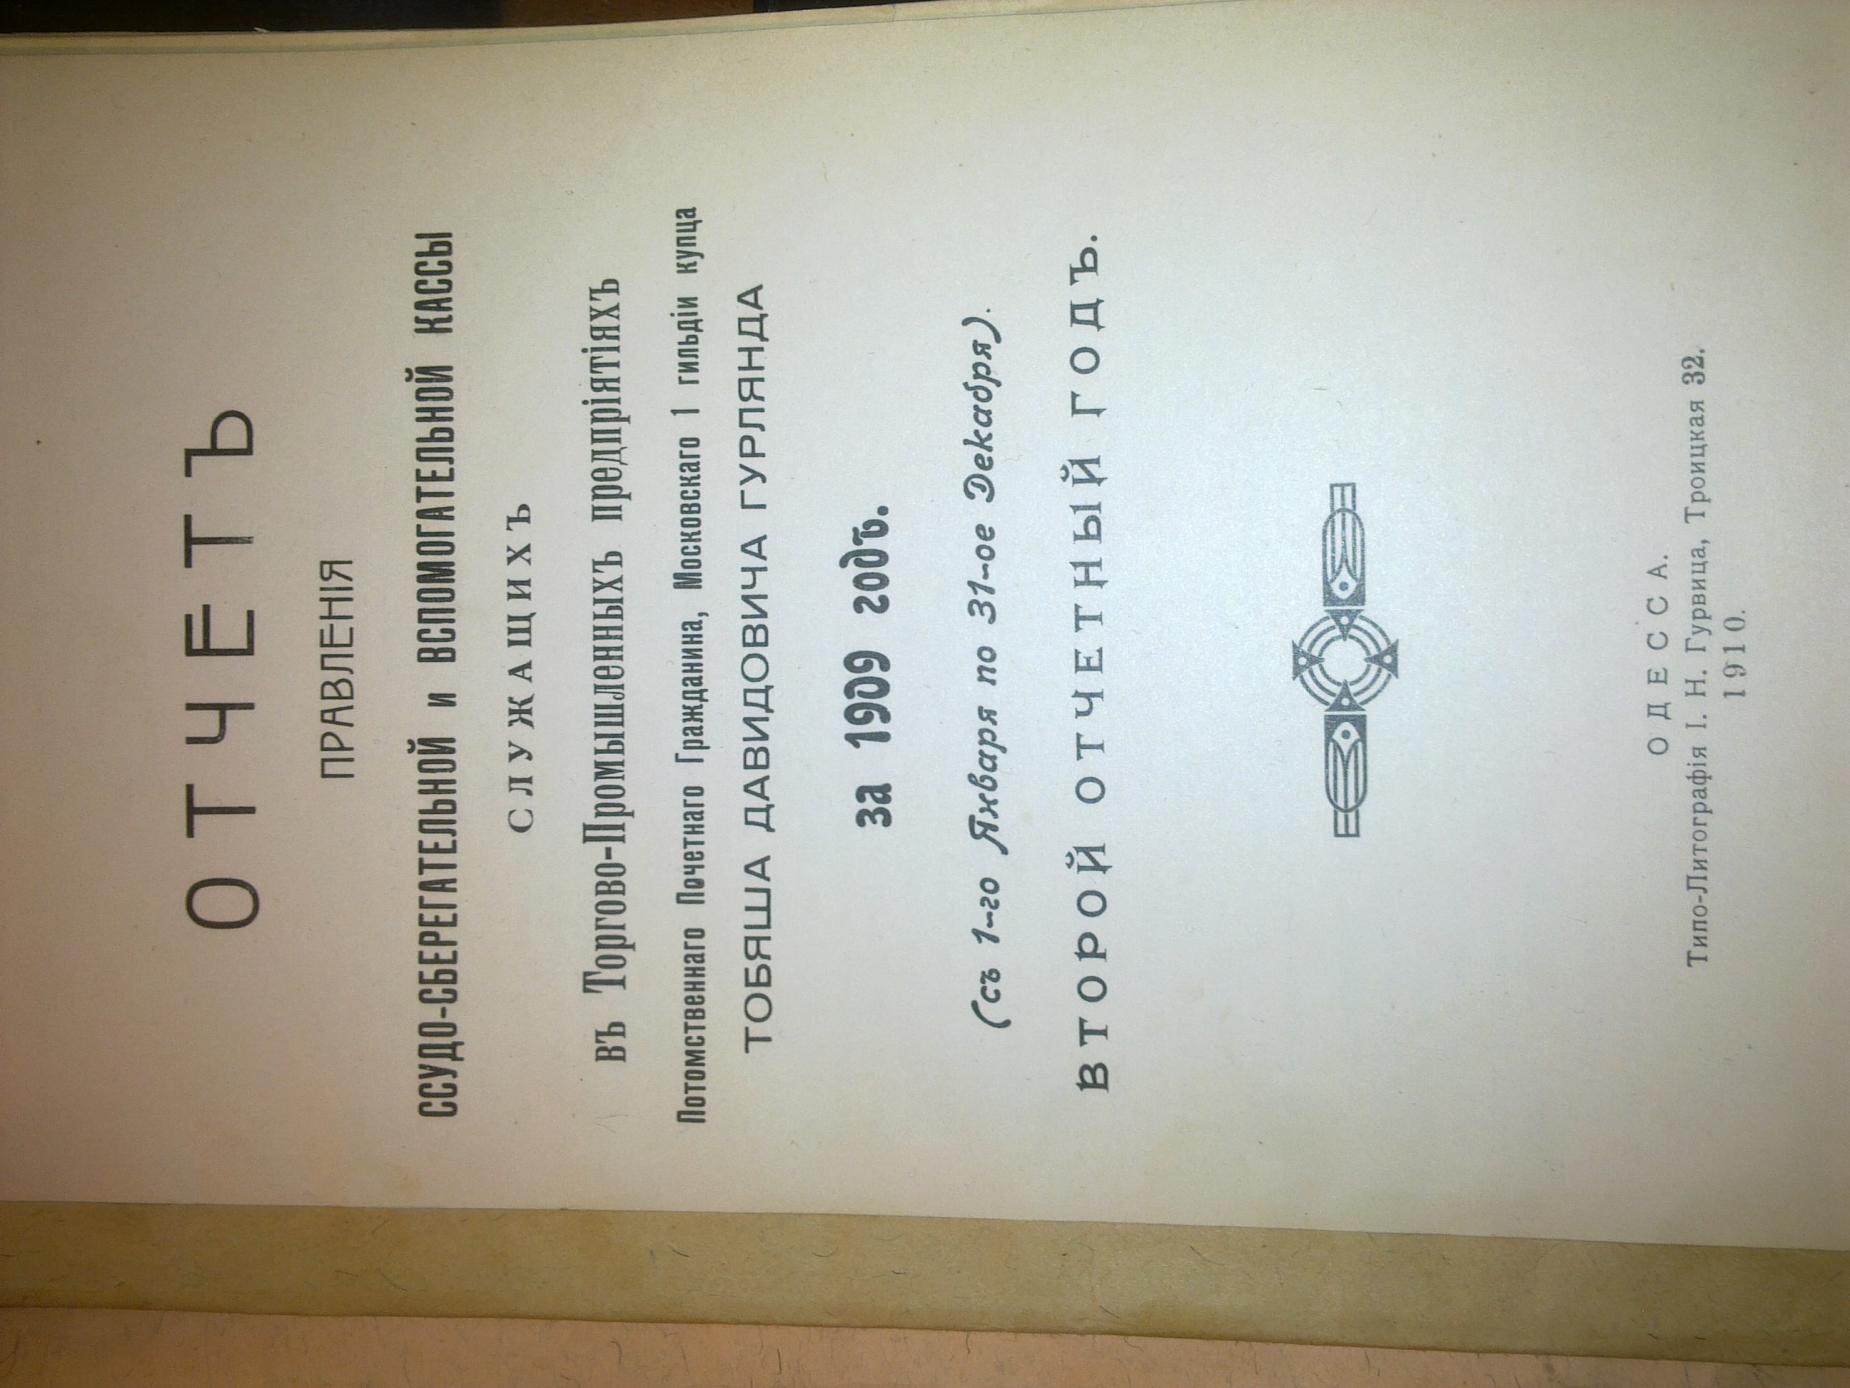 ОТЧЕТЪ
ПРАВЛЕНІЯ
ССУДО-СБЕРЕГАТЕЛЬНОЙ И ВСПОМОГАТЕЛЬНОЙ КАССЫ
СЛУЖАЩИХЪ
въ Торгово-Промышленныхъ предпріятіяхъ
Потомственнаго Почетнаго Гражданина, Московскаго 1 гильдіи купца
ТОБЯША ДАВИДОВИЧА ГУРЛЯНДА
за 1909 годъ.
(съ 1-го Января по 31-ое Декабря).
ВТОРОЙ ОТЧЕТНЫЙ ГОДЪ.
ОДЕССА.
Типо-Литографія І. Н. Гурвица, Троицкая 32.
1910.